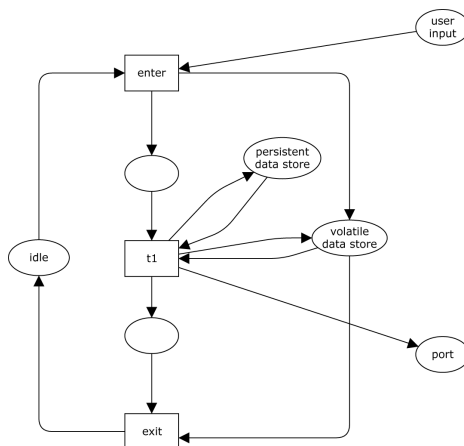 user
input
enter
persistent
data store
volatile
data store
idle
t1
port
exit